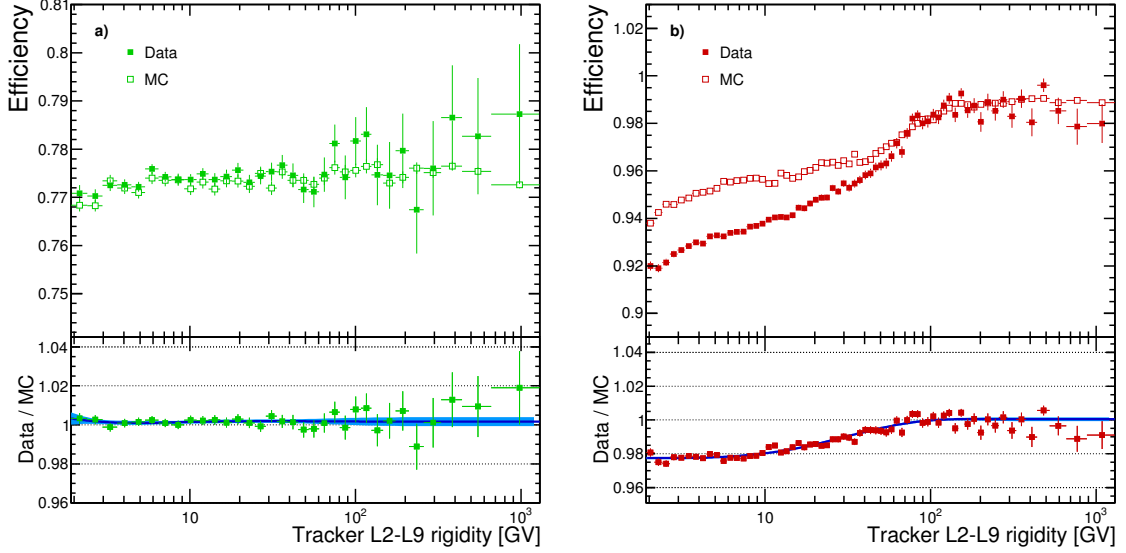 a)
Data
MC
Efficiency
0.81
0.8
0.79
0.78
0.77
0.76
0.75
Data / MC
1.04
1.02
1
0.98
0.96
10
10²
10³
Tracker L2-L9 rigidity [GV]
b)
Data
MC
Efficiency
1.02
1
0.98
0.96
0.94
0.92
0.9
Data / MC
1.04
1.02
1
0.98
0.96
10
10²
10³
Tracker L2-L9 rigidity [GV]